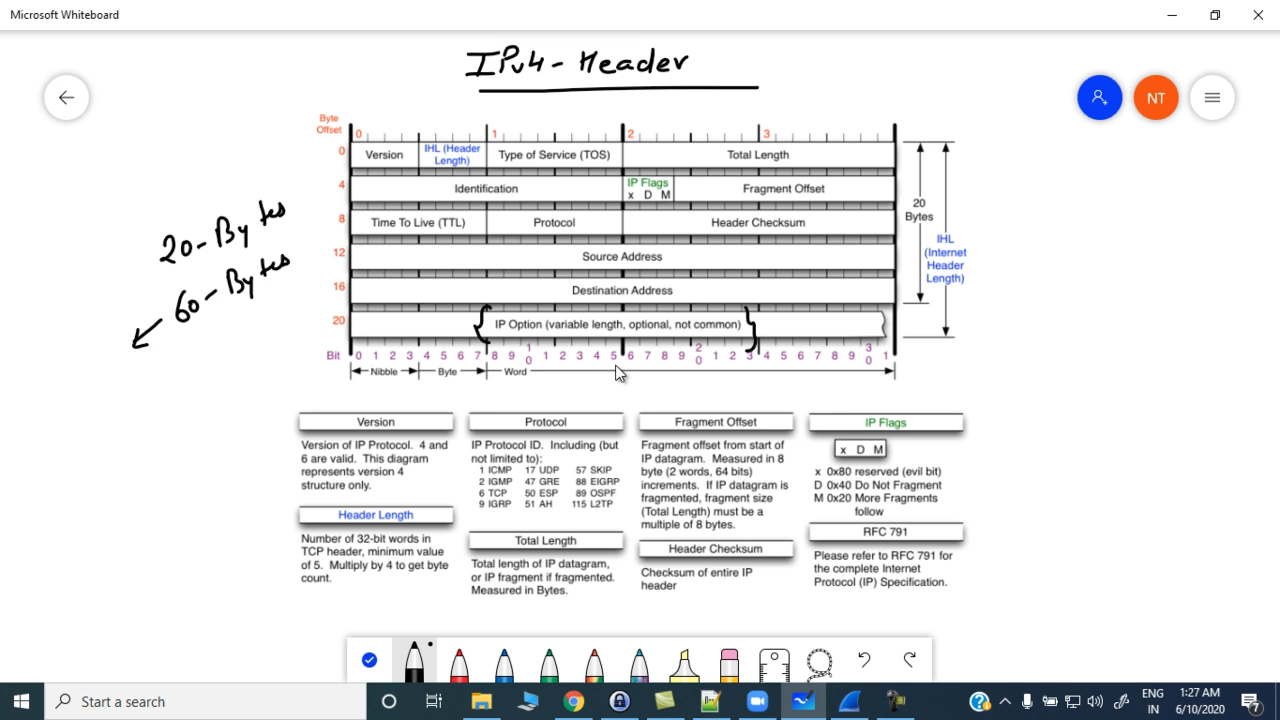 Microsoft Whiteboard
IPv4 - Header
NT
Byte
Offset
0 1 2 3
0 Version IHL (Header Length) Type of Service (TOS) Total Length
4 Identification IP Flags x D M Fragment Offset
8 Time To Live (TTL) Protocol Header Checksum
12 Source Address
16 Destination Address
20 IP Option (variable length, optional, not common)
Bit 0 1 2 3 4 5 6 7 8 9 10 1 2 3 4 5 6 7 8 9 20 1 2 3 4 5 6 7 8 9 30 1
Nibble Byte Word
20
Bytes
IHL
(Internet
Header
Length)
20 - Bytes
60 - Bytes
Version
Version of IP Protocol. 4 and
6 are valid. This diagram
represents version 4
structure only.
Header Length
Number of 32-bit words in
TCP header, minimum value
of 5. Multiply by 4 to get byte
count.
Protocol
IP Protocol ID. Including (but
not limited to):
1 ICMP 17 UDP 57 SKIP
2 IGMP 47 GRE 88 EIGRP
6 TCP 50 ESP 89 OSPF
9 IGRP 51 AH 115 L2TP
Total Length
Total length of IP datagram,
or IP fragment if fragmented.
Measured in Bytes.
Fragment Offset
Fragment offset from start of
IP datagram. Measured in 8
byte (2 words, 64 bits)
increments. If IP datagram is
fragmented, fragment size
(Total Length) must be a
multiple of 8 bytes.
Header Checksum
Checksum of entire IP
header
IP Flags
x D M
x 0x80 reserved (evil bit)
D 0x40 Do Not Fragment
M 0x20 More Fragments
follow
RFC 791
Please refer to RFC 791 for
the complete Internet
Protocol (IP) Specification.
Start a search
ENG
IN
1:27 AM
6/10/2020
7